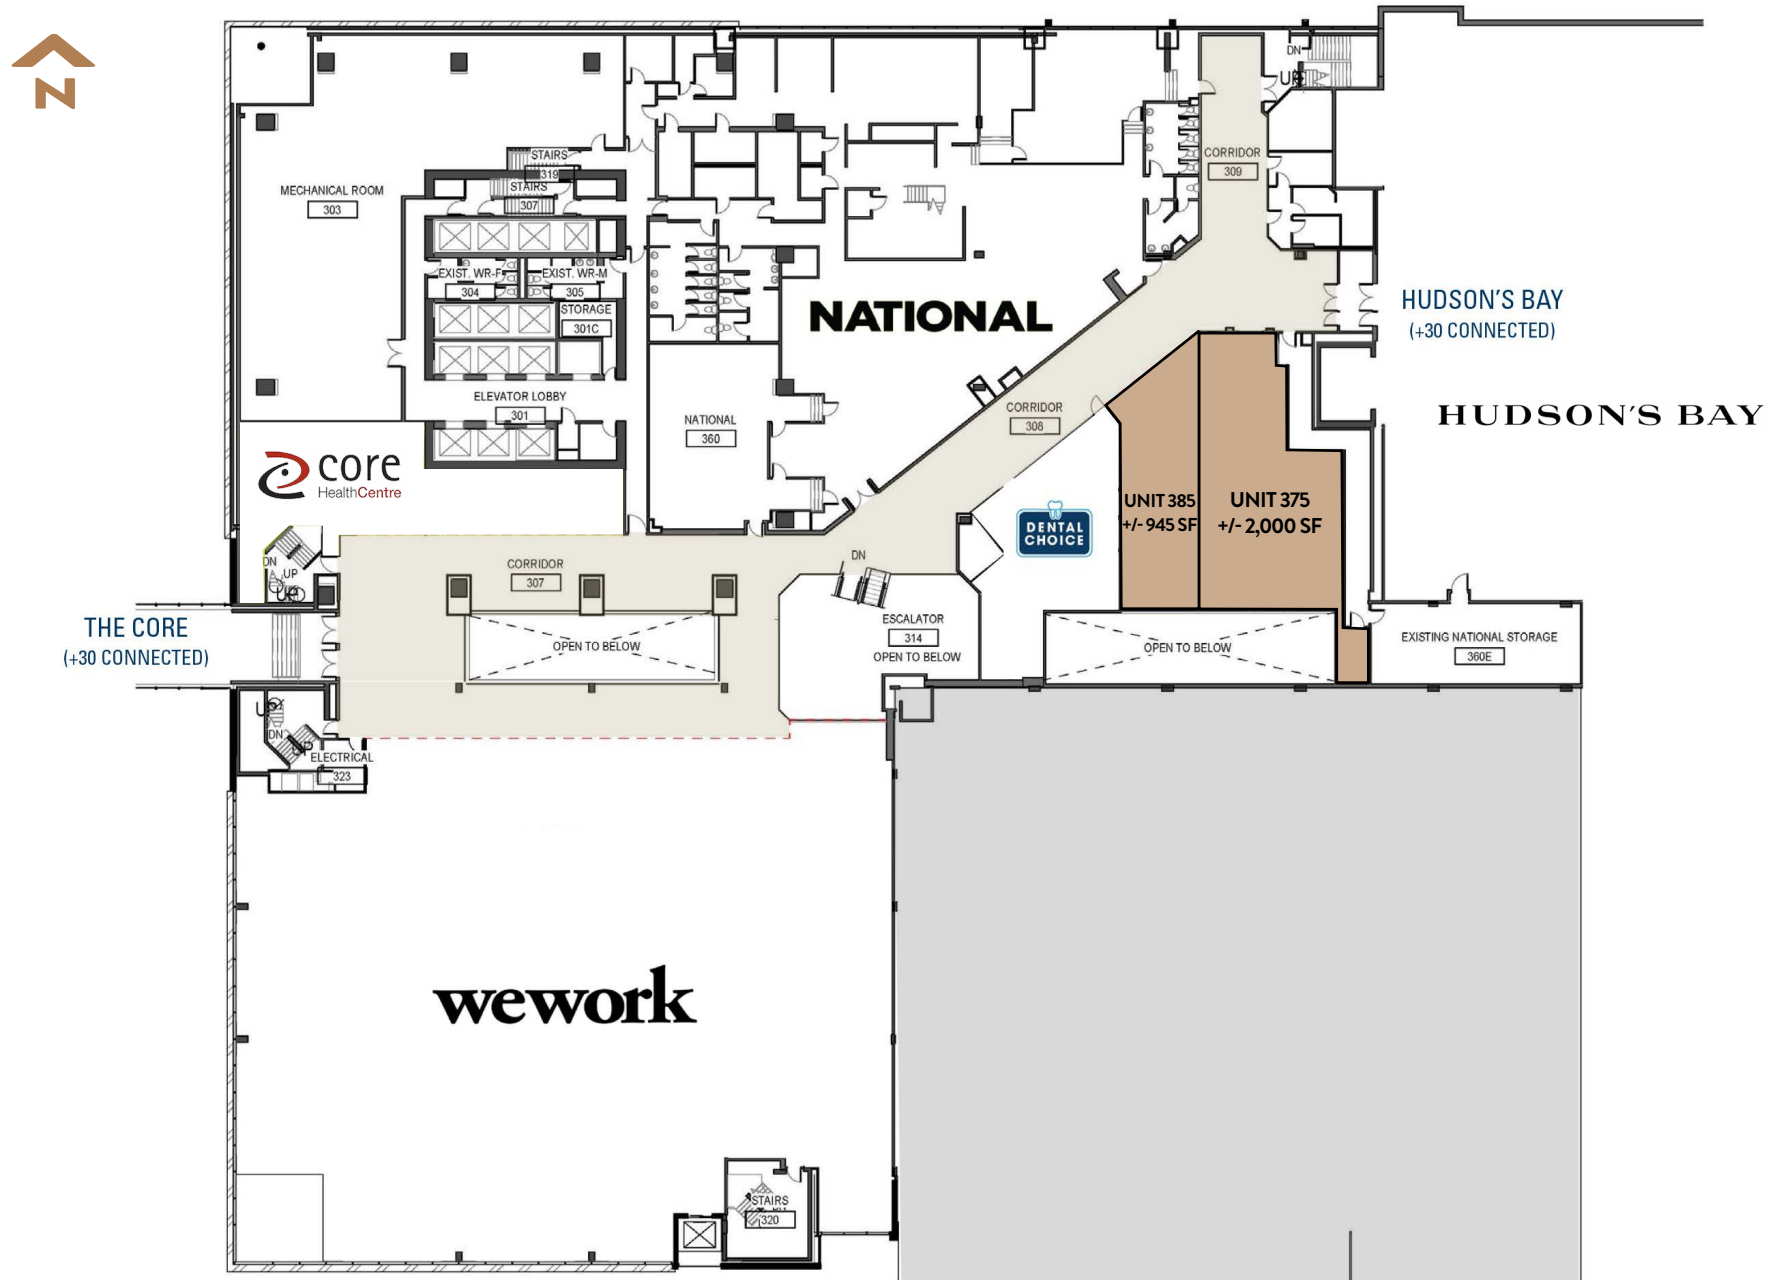 N
DN
UP
CORRIDOR
309
STAIRS
319
STAIRS
307
MECHANICAL ROOM
303
EXIST. WR-F
304
EXIST. WR-M
305
STORAGE
301C
NATIONAL
HUDSON'S BAY
(+30 CONNECTED)
ELEVATOR LOBBY
301
NATIONAL
360
CORRIDOR
308
HUDSON'S BAY
core
HealthCentre
UNIT 385
+/- 945 SF
UNIT 375
+/- 2,000 SF
DENTAL
CHOICE
DN
UP
UP
CORRIDOR
307
DN
THE CORE
(+30 CONNECTED)
OPEN TO BELOW
ESCALATOR
314
OPEN TO BELOW
OPEN TO BELOW
EXISTING NATIONAL STORAGE
360E
UP
DN
UP
ELECTRICAL
323
wework
STAIRS
320